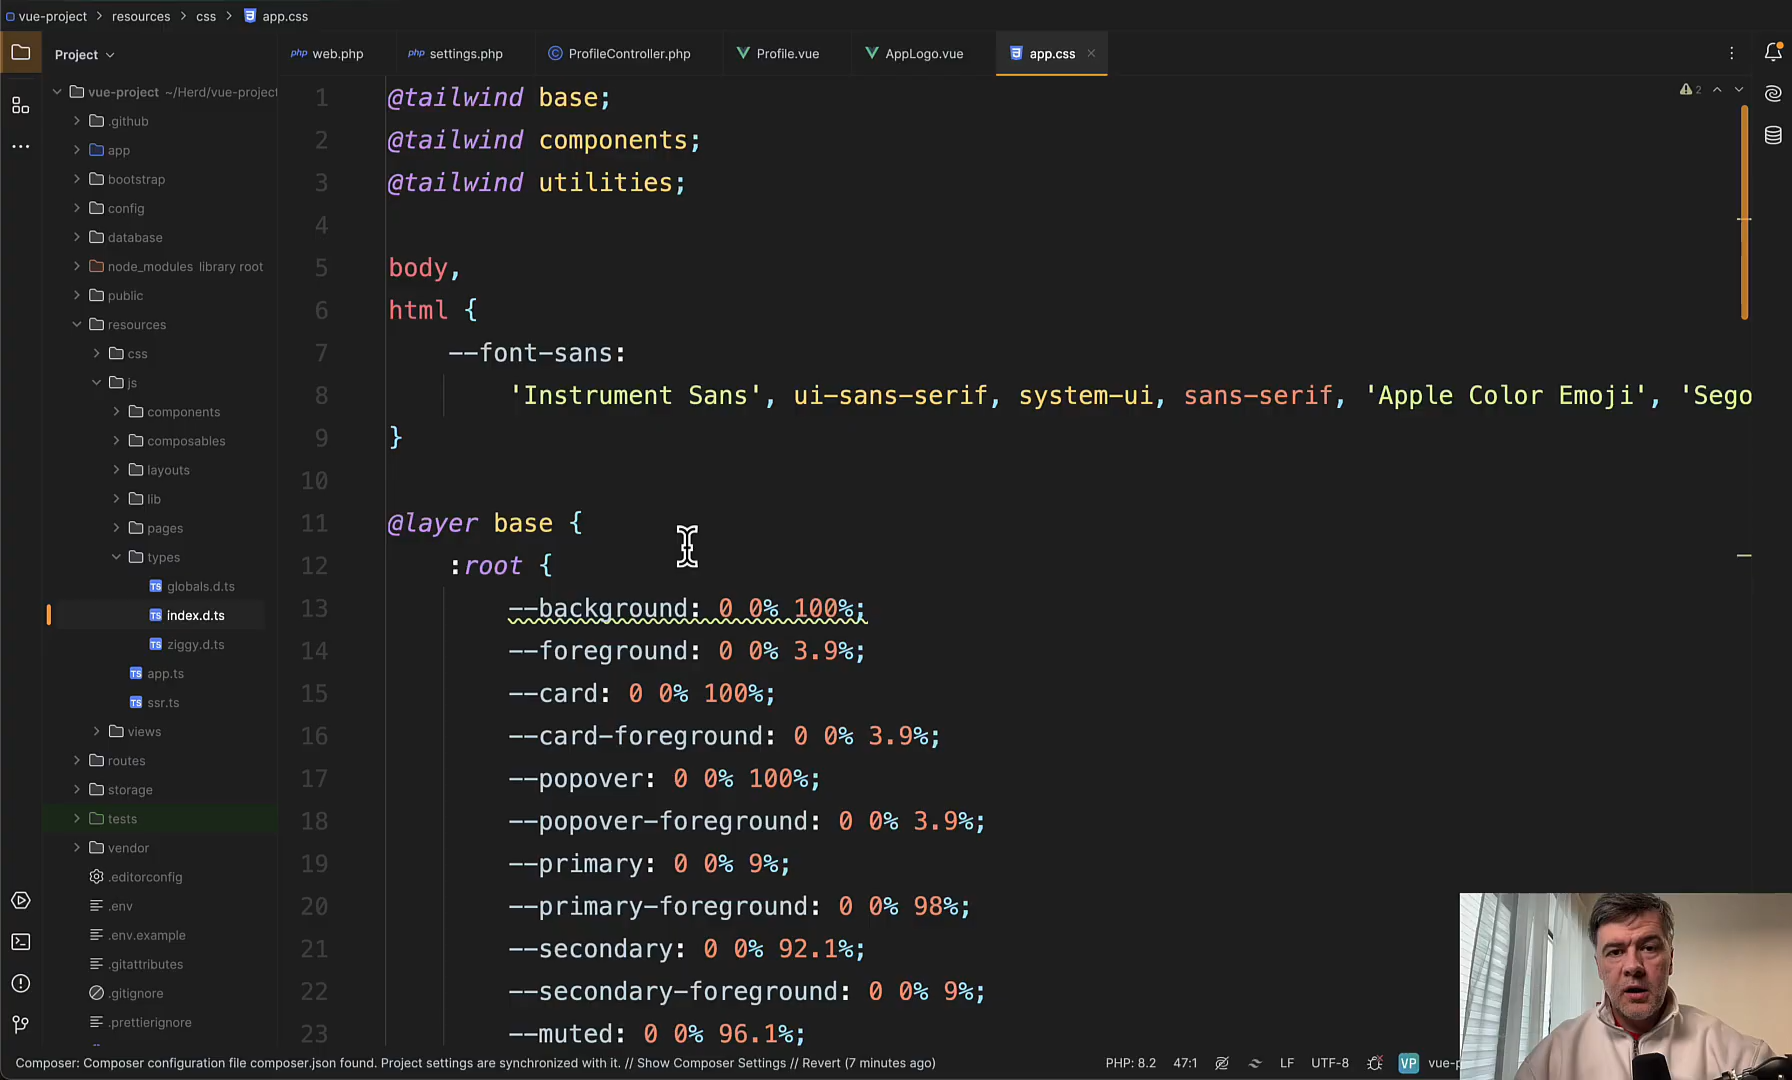 vue-project > resources > css > app.css
Project
web.php
settings.php
ProfileController.php
Profile.vue
AppLogo.vue
app.css
vue-project ~/Herd/vue-project
.github
app
bootstrap
config
database
node_modules library root
public
resources
css
js
components
composables
layouts
lib
pages
types
globals.d.ts
index.d.ts
ziggy.d.ts
app.ts
ssr.ts
views
routes
storage
tests
vendor
.editorconfig
.env
.env.example
.gitattributes
.gitignore
.prettierignore
2
1 @tailwind base;
2 @tailwind components;
3 @tailwind utilities;
4
5 body,
6 html {
7 --font-sans:
8 'Instrument Sans', ui-sans-serif, system-ui, sans-serif, 'Apple Color Emoji', 'Sego
9 }
10
11 @layer base {
12 :root {
13 --background: 0 0% 100%;
14 --foreground: 0 0% 3.9%;
15 --card: 0 0% 100%;
16 --card-foreground: 0 0% 3.9%;
17 --popover: 0 0% 100%;
18 --popover-foreground: 0 0% 3.9%;
19 --primary: 0 0% 9%;
20 --primary-foreground: 0 0% 98%;
21 --secondary: 0 0% 92.1%;
22 --secondary-foreground: 0 0% 9%;
23 --muted: 0 0% 96.1%;
Composer: Composer configuration file composer.json found. Project settings are synchronized with it. // Show Composer Settings // Revert (7 minutes ago)
PHP: 8.2 47:1 LF UTF-8 VP vue-p